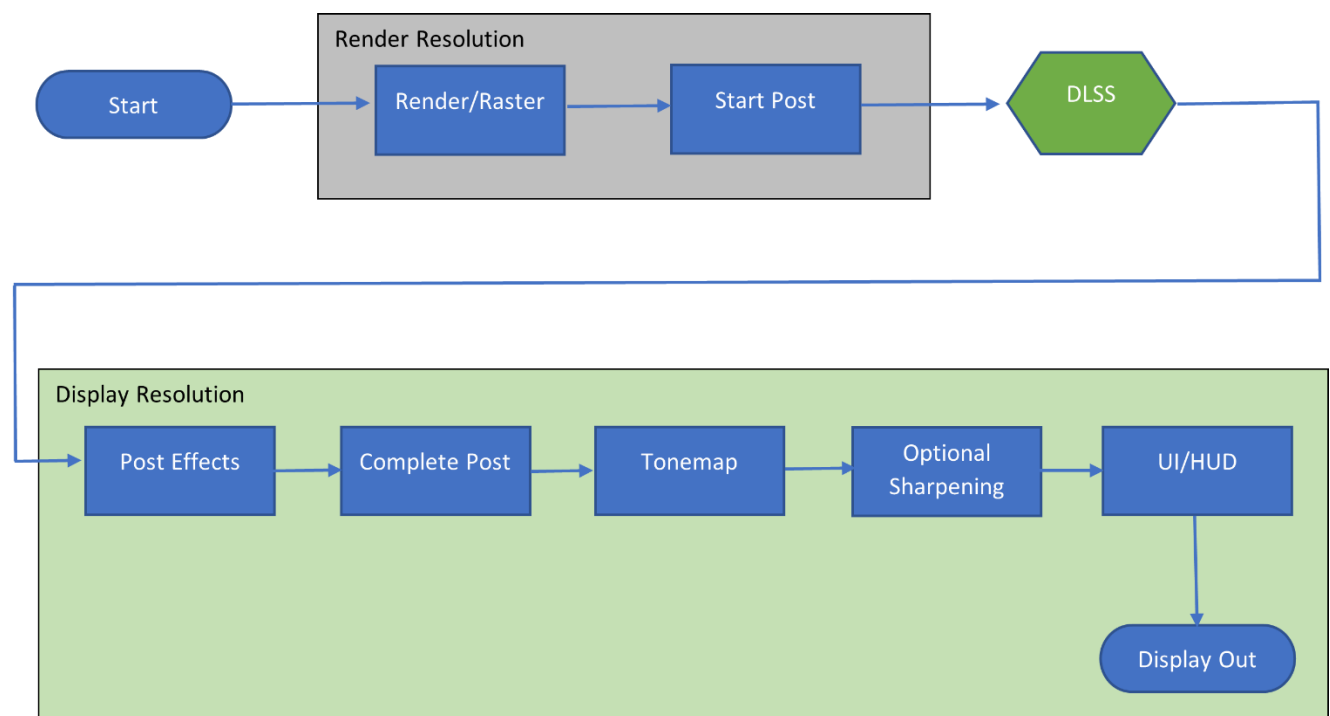 Render Resolution
Start
Render/Raster
Start Post
DLSS
Display Resolution
Post Effects
Complete Post
Tonemap
Optional
Sharpening
UI/HUD
Display Out